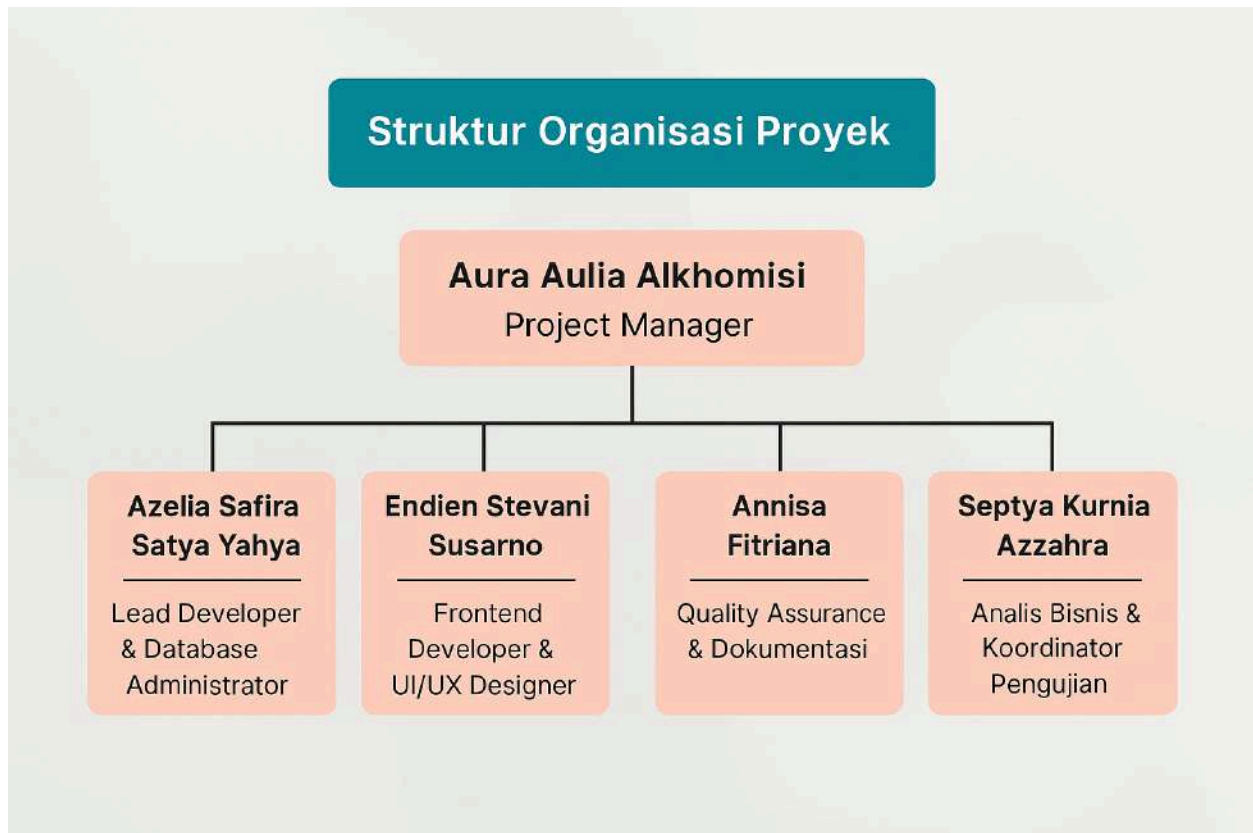 Struktur Organisasi Proyek
Aura Aulia Alkhomisi
Project Manager
Azelia Safira
Satya Yahya
Lead Developer
& Database
Administrator
Endien Stevani
Susarno
Frontend
Developer &
UI/UX Designer
Annisa
Fitriana
Quality Assurance
& Dokumentasi
Septya Kurnia
Azzahra
Analis Bisnis &
Koordinator
Pengujian